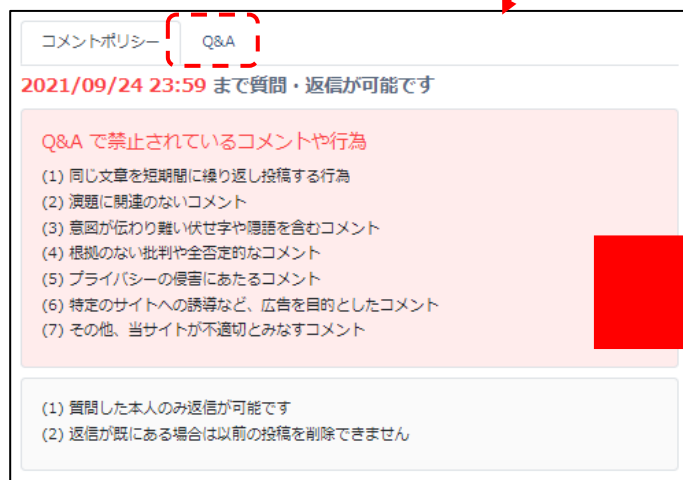 コメントポリシー
Q&A
2021/09/24 23:59 まで質問・返信が可能です
Q&A で禁止されているコメントや行為
(1) 同じ文章を短期間に繰り返し投稿する行為
(2) 演題に関連のないコメント
(3) 意図が伝わり難い伏せ字や隠語を含むコメント
(4) 根拠のない批判や全否定的なコメント
(5) プライバシーの侵害にあたるコメント
(6) 特定のサイトへの誘導など、広告を目的としたコメント
(7) その他、当サイトが不適切とみなすコメント
(1) 質問した本人のみ返信が可能です
(2) 返信が既にある場合は以前の投稿を削除できません